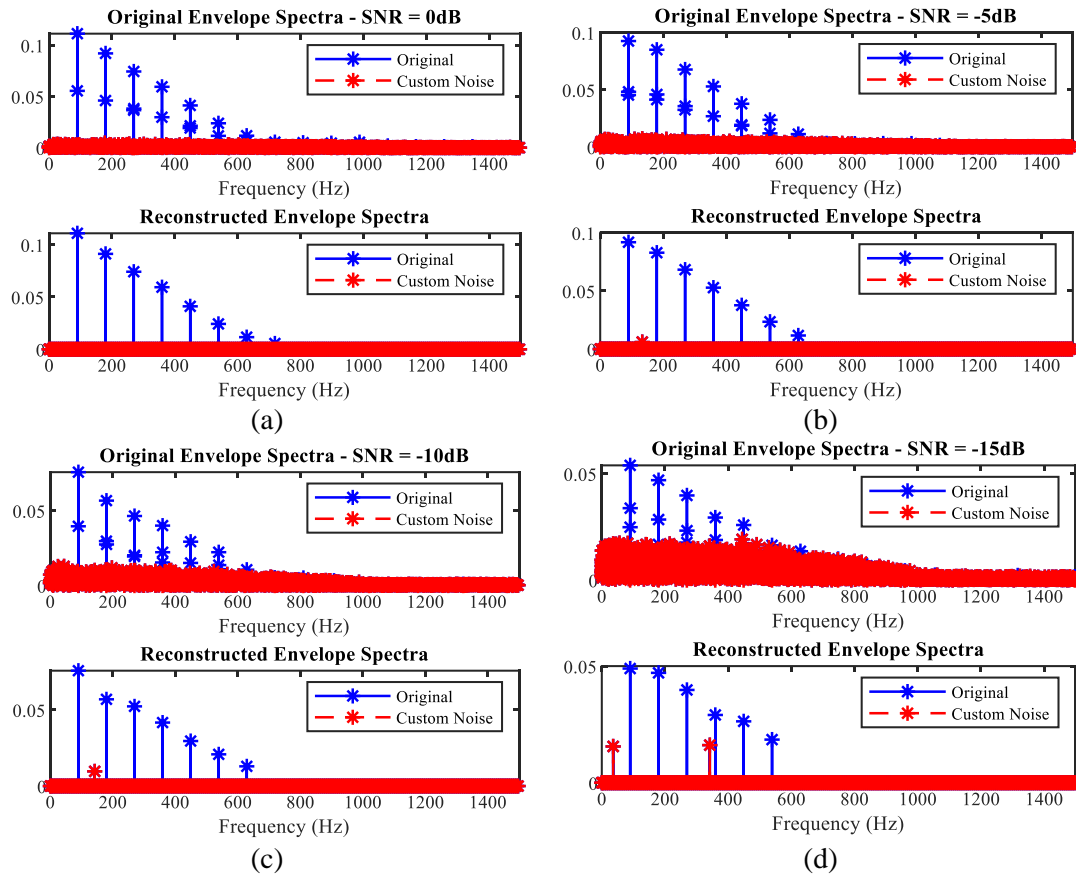 Original Envelope Spectra - SNR = 0dB
0.1
0.05
0
Original
Custom Noise
0 200 400 600 800 1000 1200 1400
Frequency (Hz)
Reconstructed Envelope Spectra
0.1
0.05
0
Original
Custom Noise
0 200 400 600 800 1000 1200 1400
Frequency (Hz)
(a)
Original Envelope Spectra - SNR = -5dB
0.1
0.05
0
Original
Custom Noise
0 200 400 600 800 1000 1200 1400
Frequency (Hz)
Reconstructed Envelope Spectra
0.1
0.05
0
Original
Custom Noise
0 200 400 600 800 1000 1200 1400
Frequency (Hz)
(b)
Original Envelope Spectra - SNR = -10dB
0.05
0
Original
Custom Noise
0 200 400 600 800 1000 1200 1400
Frequency (Hz)
Reconstructed Envelope Spectra
0.05
0
Original
Custom Noise
0 200 400 600 800 1000 1200 1400
Frequency (Hz)
(c)
Original Envelope Spectra - SNR = -15dB
0.05
0
Original
Custom Noise
0 200 400 600 800 1000 1200 1400
Frequency (Hz)
Reconstructed Envelope Spectra
0.05
0
Original
Custom Noise
0 200 400 600 800 1000 1200 1400
Frequency (Hz)
(d)